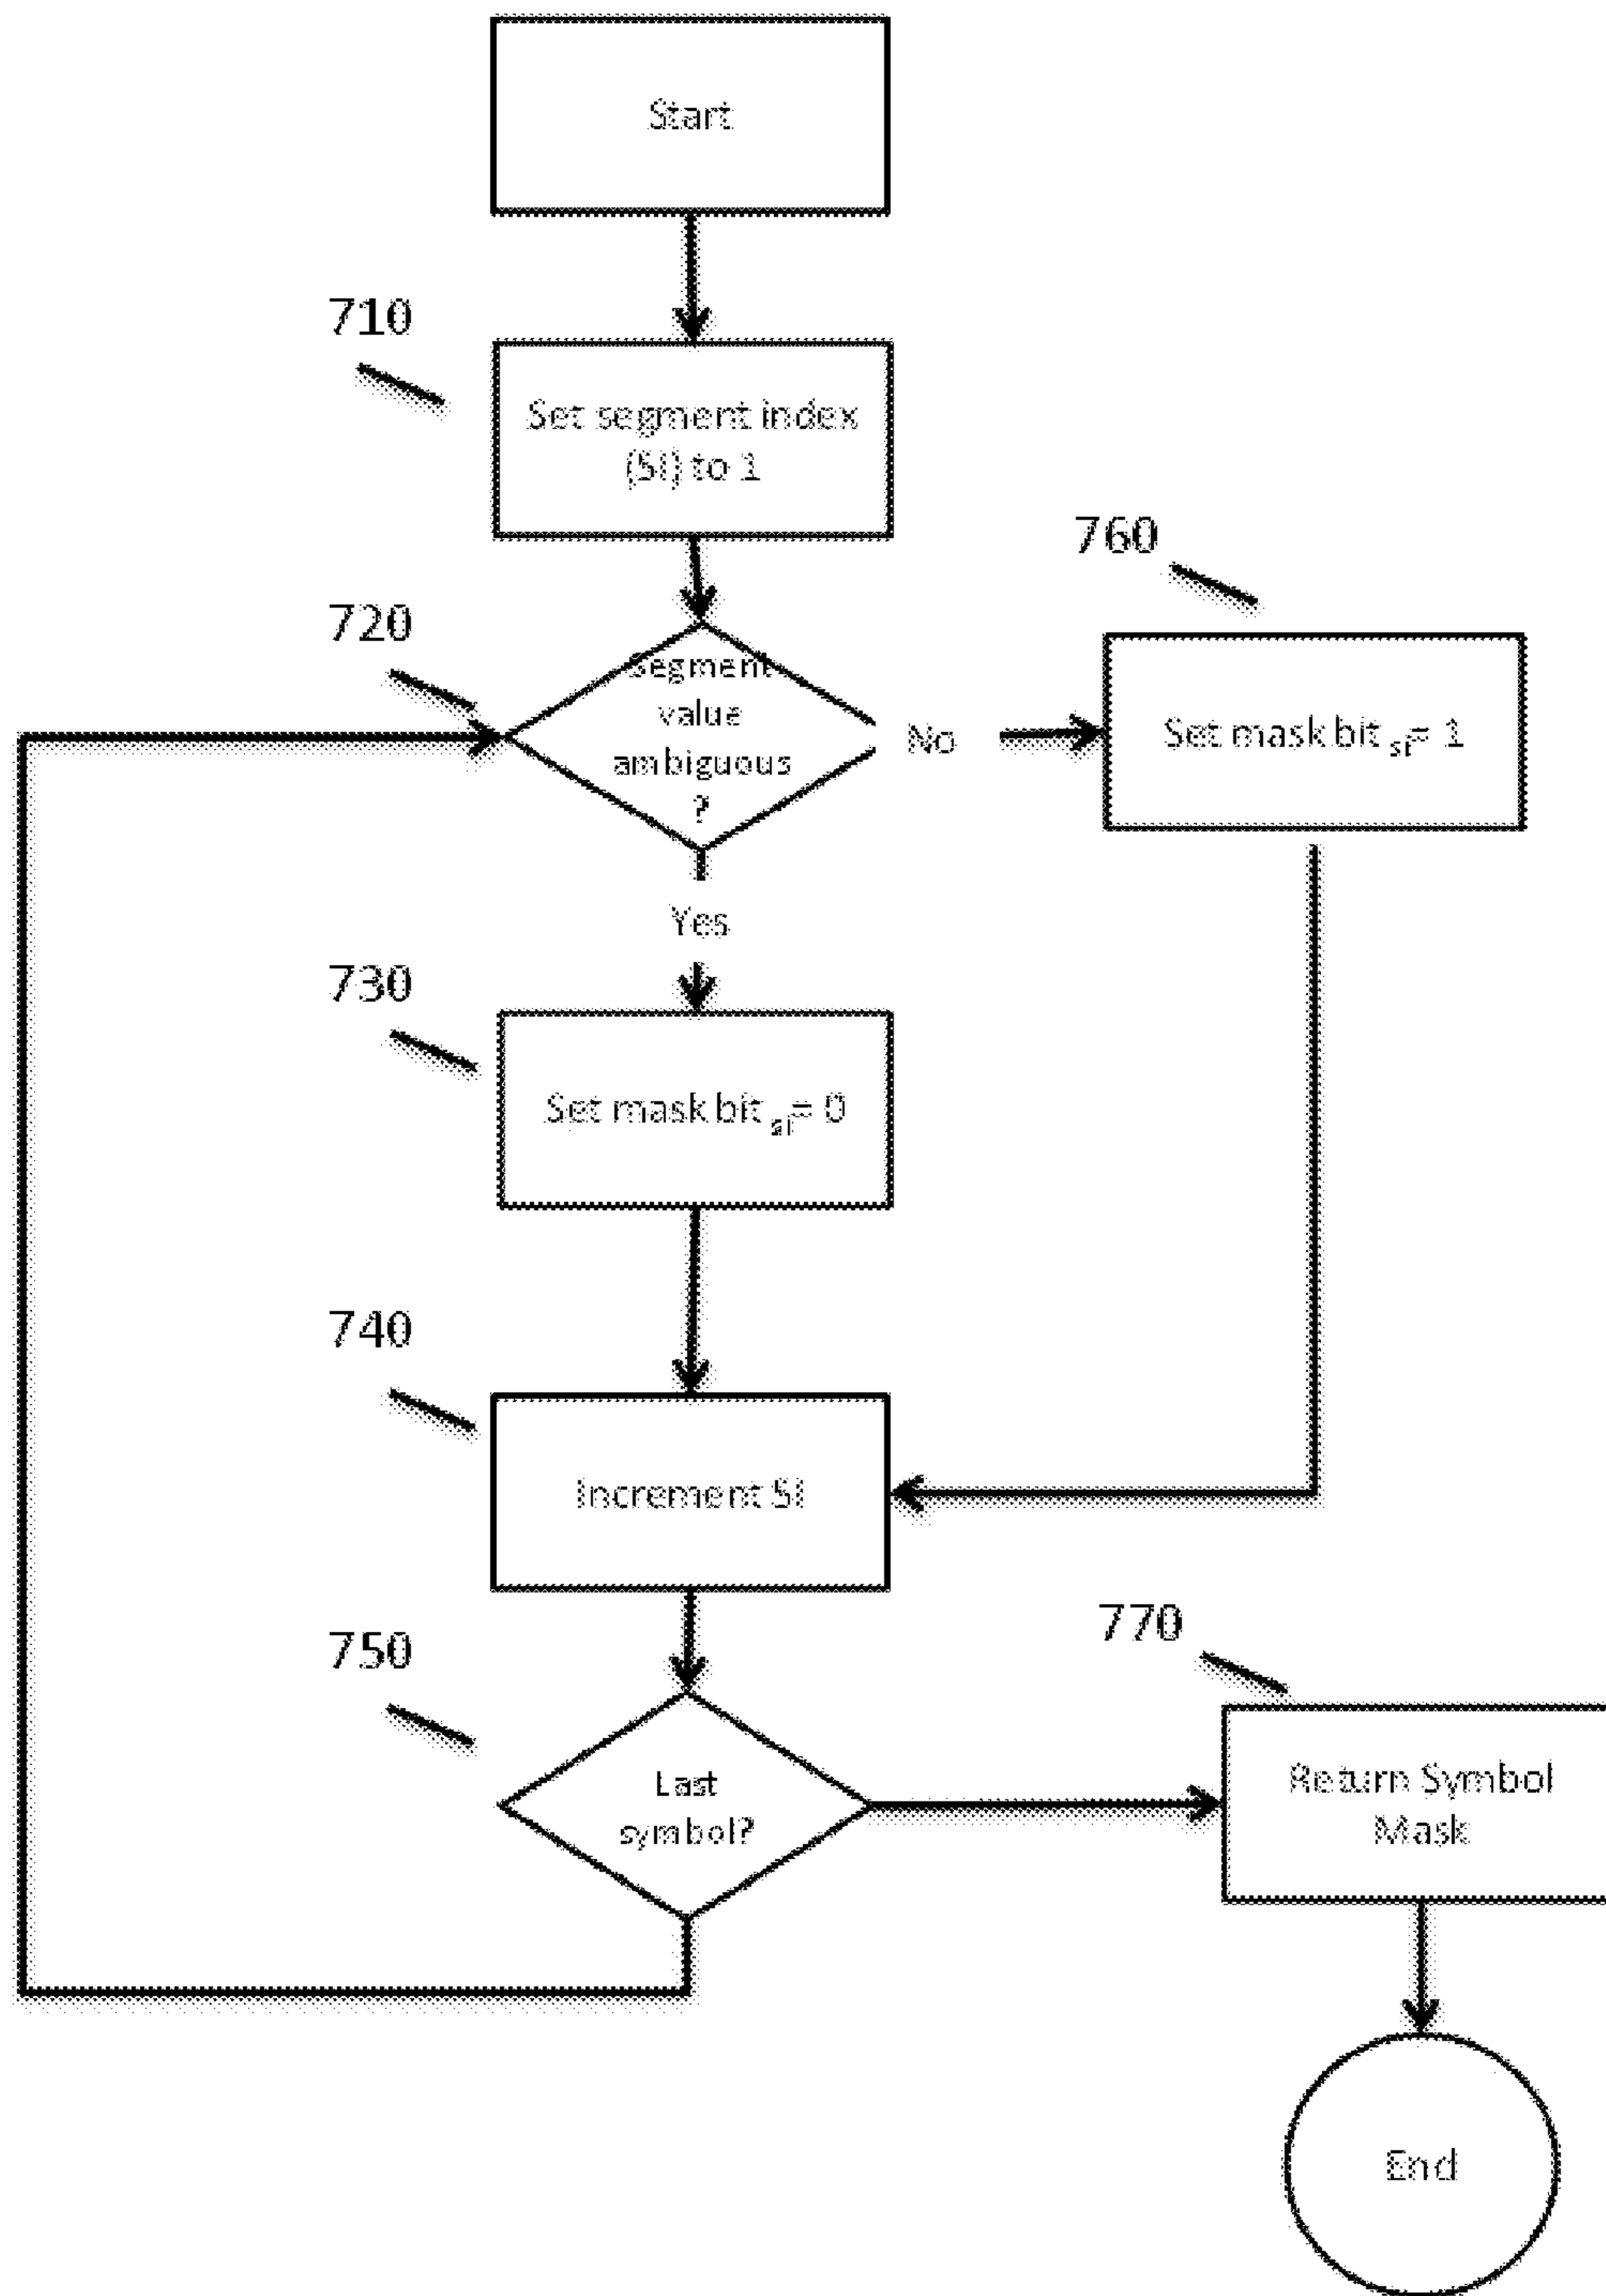 Start
710
Set segment index
(SI) to 1
760
720
Segment
value
ambiguous
?
No
Set mask bit si= 1
Yes
730
Set mask bit si= 0
740
Increment SI
770
750
Last
symbol?
Return Symbol
Mask
End